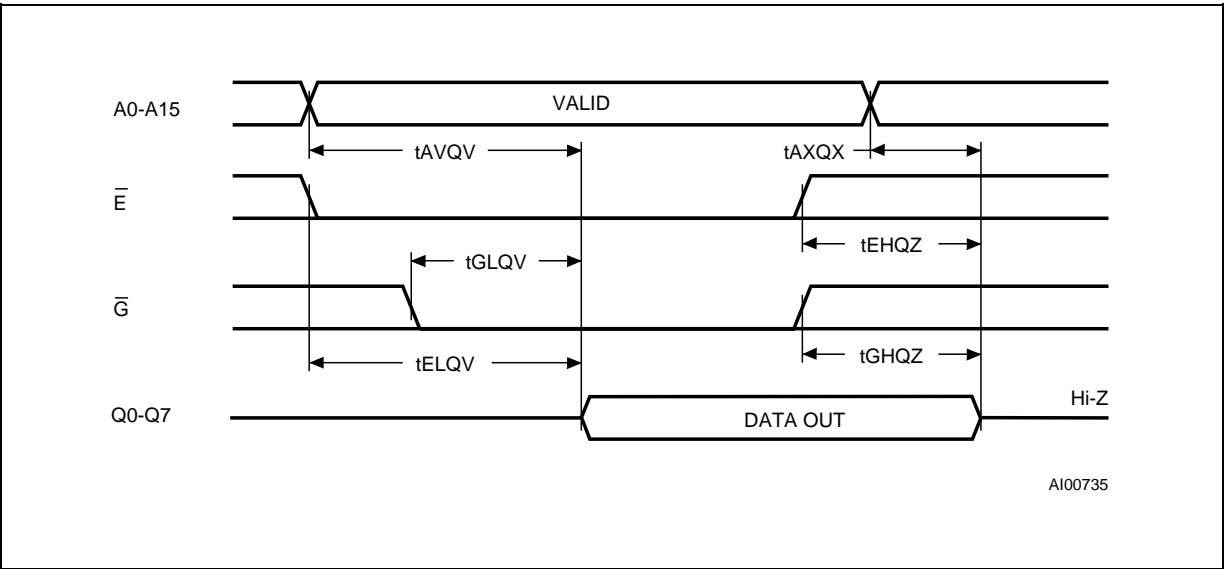 A0-A15
VALID
tAVQV
tAXQX
E̅
tEHQZ
tGLQV
G̅
tGHQZ
tELQV
Hi-Z
Q0-Q7
DATA OUT
AI00735